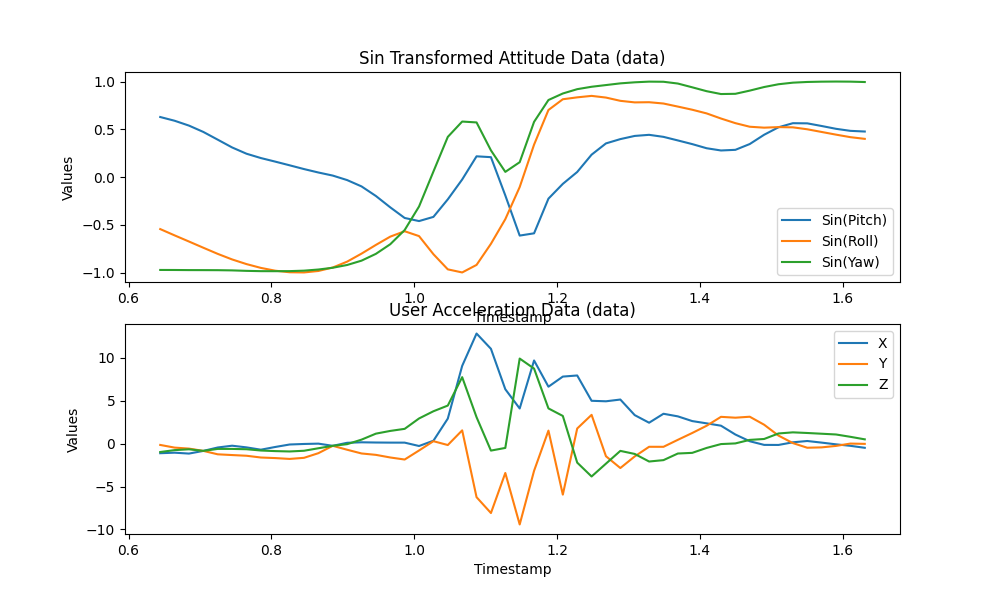 Sin Transformed Attitude Data (data)
1.0
0.5
0.0
−0.5
−1.0
Values
Sin(Pitch)
Sin(Roll)
Sin(Yaw)
0.6 0.8 1.0 1.2 1.4 1.6
Timestamp
User Acceleration Data (data)
10
5
0
−5
−10
Values
X
Y
Z
0.6 0.8 1.0 1.2 1.4 1.6
Timestamp